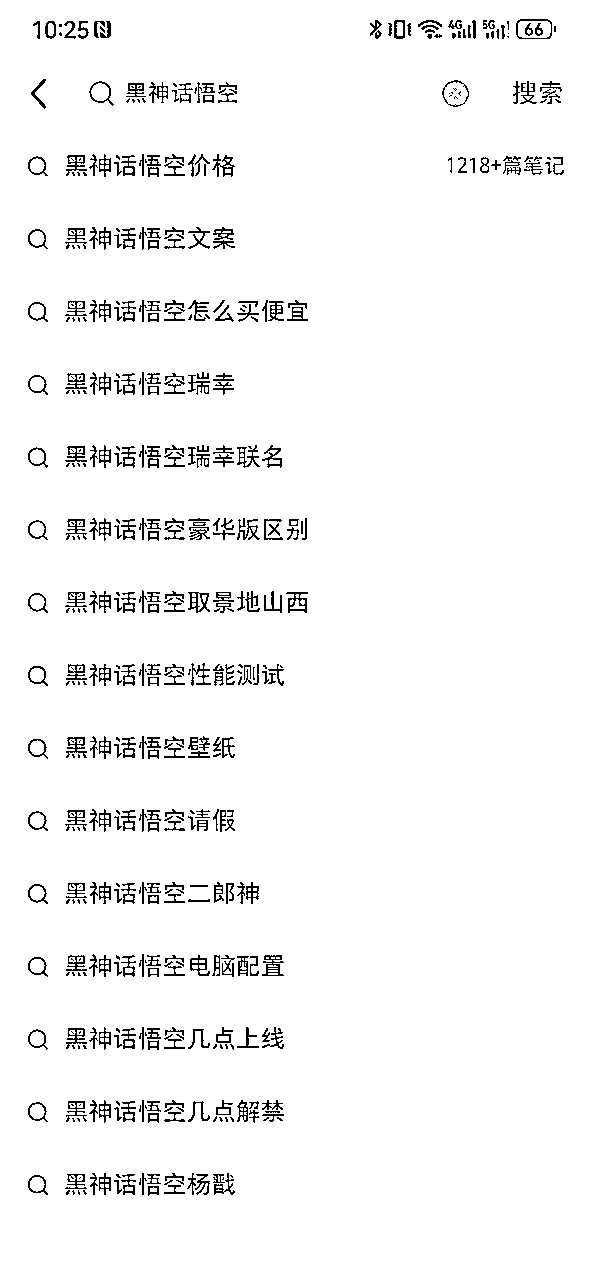 10:25 4G 5G 66
黑神话悟空 搜索
黑神话悟空价格 1218+篇笔记
黑神话悟空文案
黑神话悟空怎么买便宜
黑神话悟空瑞幸
黑神话悟空瑞幸联名
黑神话悟空豪华版区别
黑神话悟空取景地山西
黑神话悟空性能测试
黑神话悟空壁纸
黑神话悟空请假
黑神话悟空二郎神
黑神话悟空电脑配置
黑神话悟空几点上线
黑神话悟空几点解禁
黑神话悟空杨戬